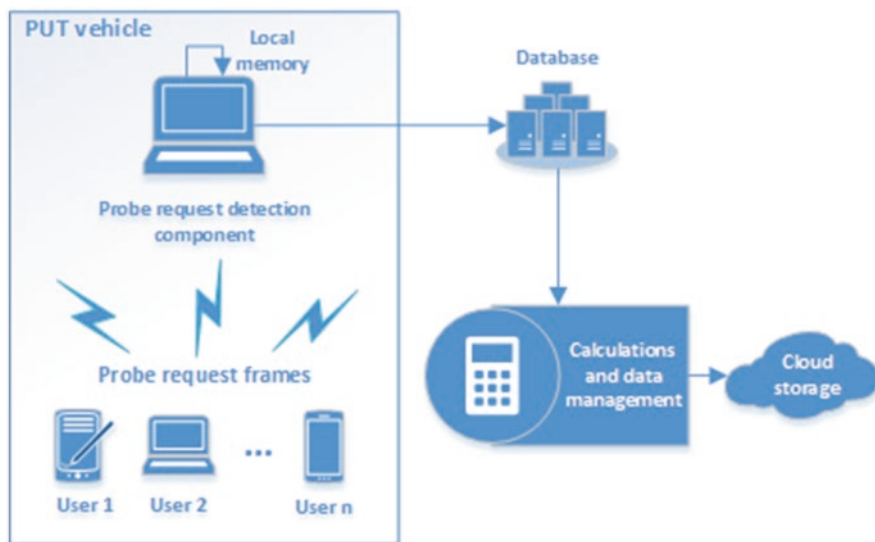 PUT vehicle
Local
memory
Probe request detection
component
Probe request frames
User 1
User 2
...
User n
Database
Calculations
and data
management
Cloud
storage